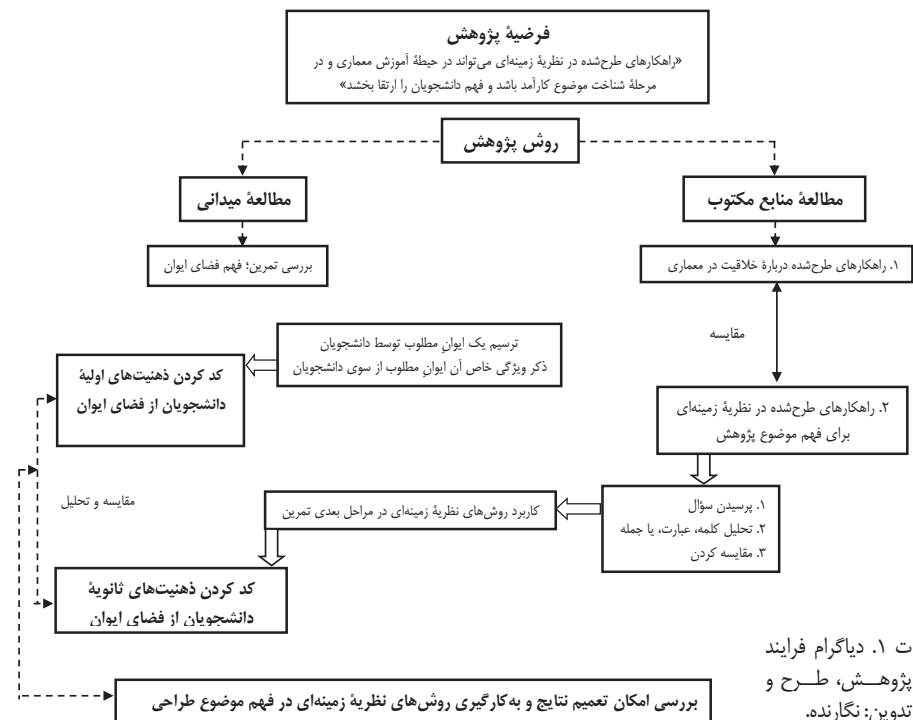 فرضیهٔ پژوهش
«راهکارهای طرح‌شده در نظریهٔ زمینه‌ای می‌تواند در حیطهٔ آموزش معماری و در
مرحلهٔ شناخت موضوع کارآمد باشد و فهم دانشجویان را ارتقا بخشد»
روش پژوهش
مطالعهٔ منابع مکتوب
مطالعهٔ میدانی
۱. راهکارهای طرح‌شده دربارهٔ خلاقیت در معماری
بررسی تمرین؛ فهم فضای ایوان
مقایسه
ترسیم یک ایوانِ مطلوب توسط دانشجویان
ذکر ویژگی خاص آن ایوانِ مطلوب از سوی دانشجویان
کد کردن ذهنیت‌های اولیهٔ
دانشجویان از فضای ایوان
۲. راهکارهای طرح‌شده در نظریهٔ زمینه‌ای
برای فهم موضوع پژوهش
۱. پرسیدن سؤال
۲. تحلیل کلمه، عبارت، یا جمله
۳. مقایسه کردن
کاربرد روش‌های نظریهٔ زمینه‌ای در مراحل بعدی تمرین
مقایسه و تحلیل
کد کردن ذهنیت‌های ثانویهٔ
دانشجویان از فضای ایوان
بررسی امکان تعمیم نتایج و به‌کارگیری روش‌های نظریهٔ زمینه‌ای در فهم موضوع طراحی
ت ۱. دیاگرام فرایند
پژوهــش، طــرح و
تدوین: نگارنده.